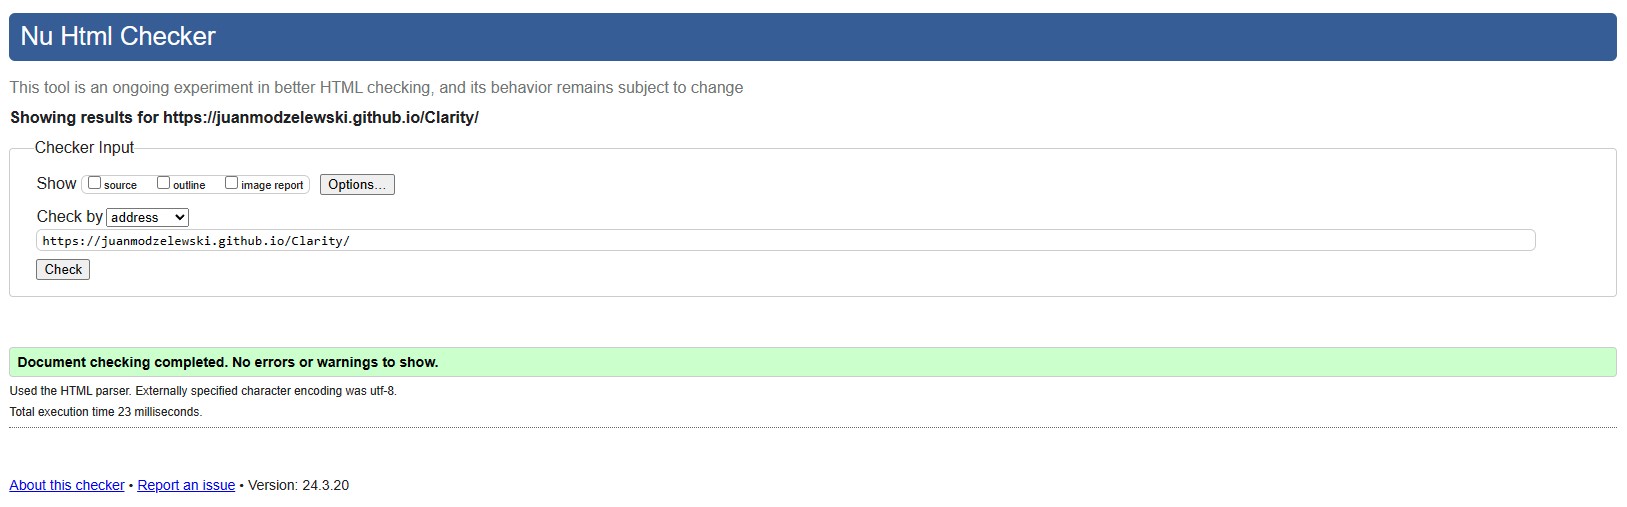 Nu Html Checker
This tool is an ongoing experiment in better HTML checking, and its behavior remains subject to change
Showing results for https://juanmodzelewski.github.io/Clarity/
Checker Input
Show source outline image report Options...
Check by address
https://juanmodzelewski.github.io/Clarity/
Check
Document checking completed. No errors or warnings to show.
Used the HTML parser. Externally specified character encoding was utf-8.
Total execution time 23 milliseconds.
About this checker • Report an issue • Version: 24.3.20